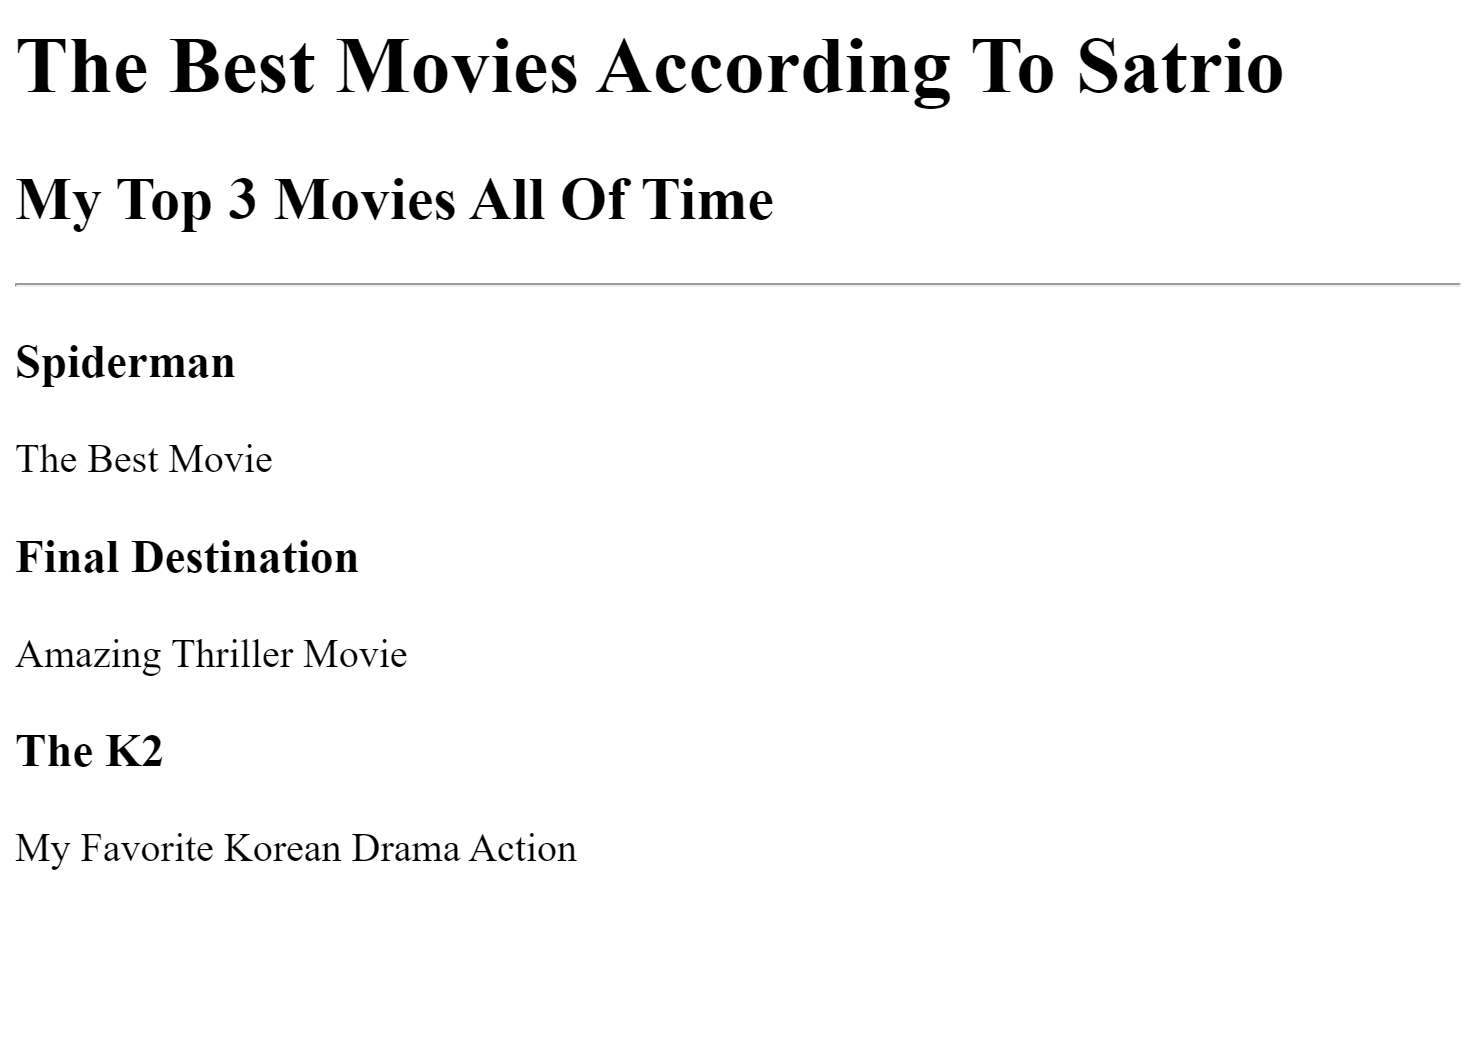 The Best Movies According To Satrio
My Top 3 Movies All Of Time
Spiderman
The Best Movie
Final Destination
Amazing Thriller Movie
The K2
My Favorite Korean Drama Action